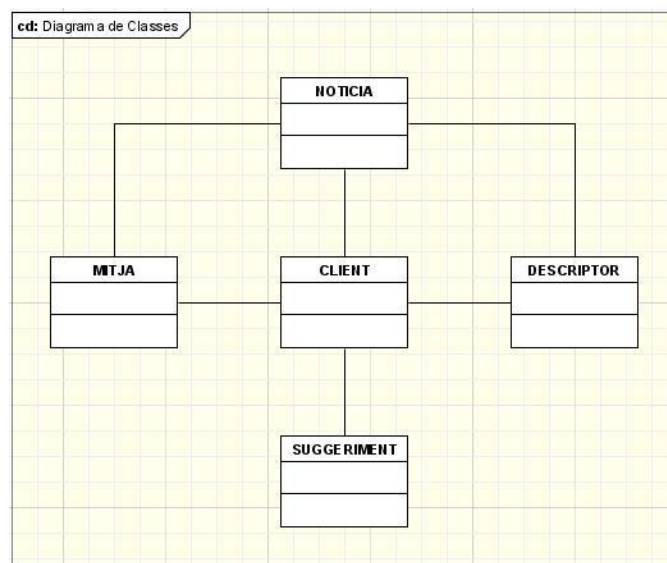 cd: Diagrama de Classes
NOTICIA
MITJA
CLIENT
DESCRIPTOR
SUGGERIMENT